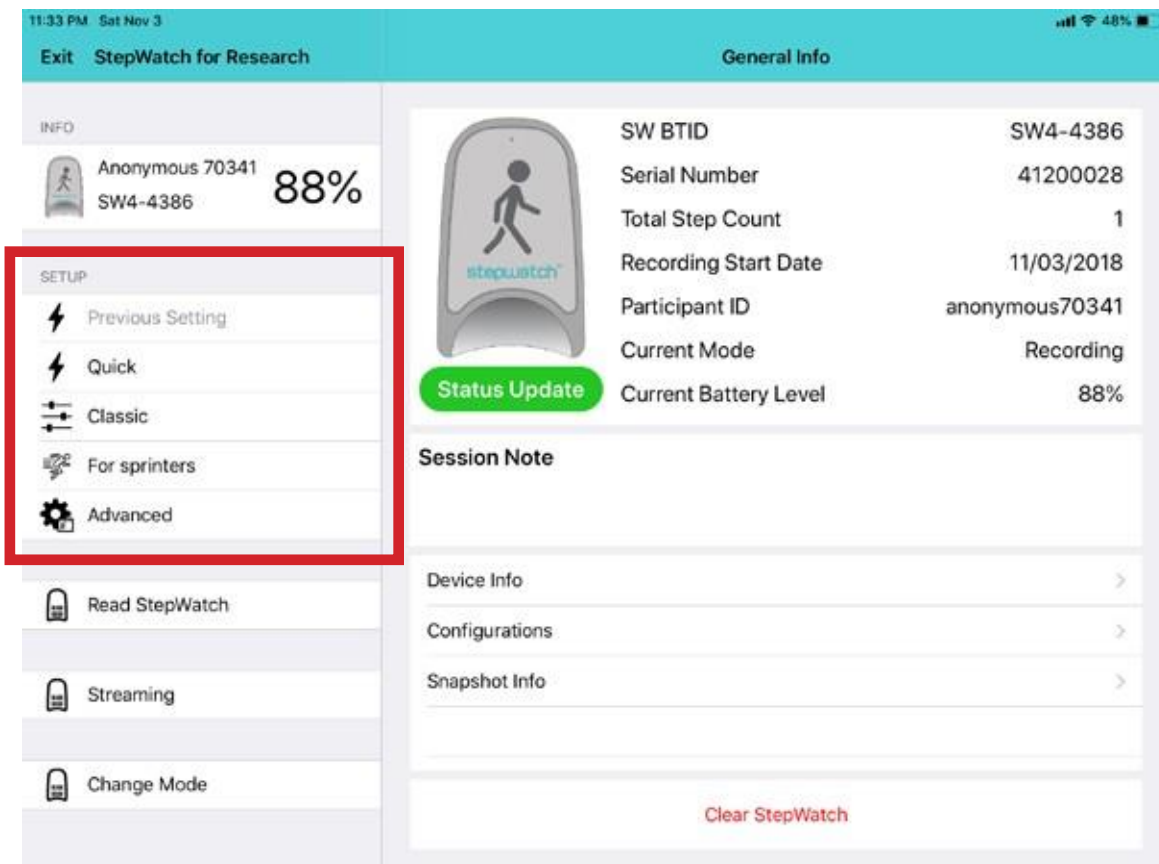 11:33 PM Sat Nov 3
48%
Exit StepWatch for Research
General Info
INFO
Anonymous 70341
SW4-4386
88%
SETUP
Previous Setting
Quick
Classic
For sprinters
Advanced
Read StepWatch
Streaming
Change Mode
stepwatch™
Status Update
SW BTID SW4-4386
Serial Number 41200028
Total Step Count 1
Recording Start Date 11/03/2018
Participant ID anonymous70341
Current Mode Recording
Current Battery Level 88%
Session Note
Device Info
Configurations
Snapshot Info
Clear StepWatch